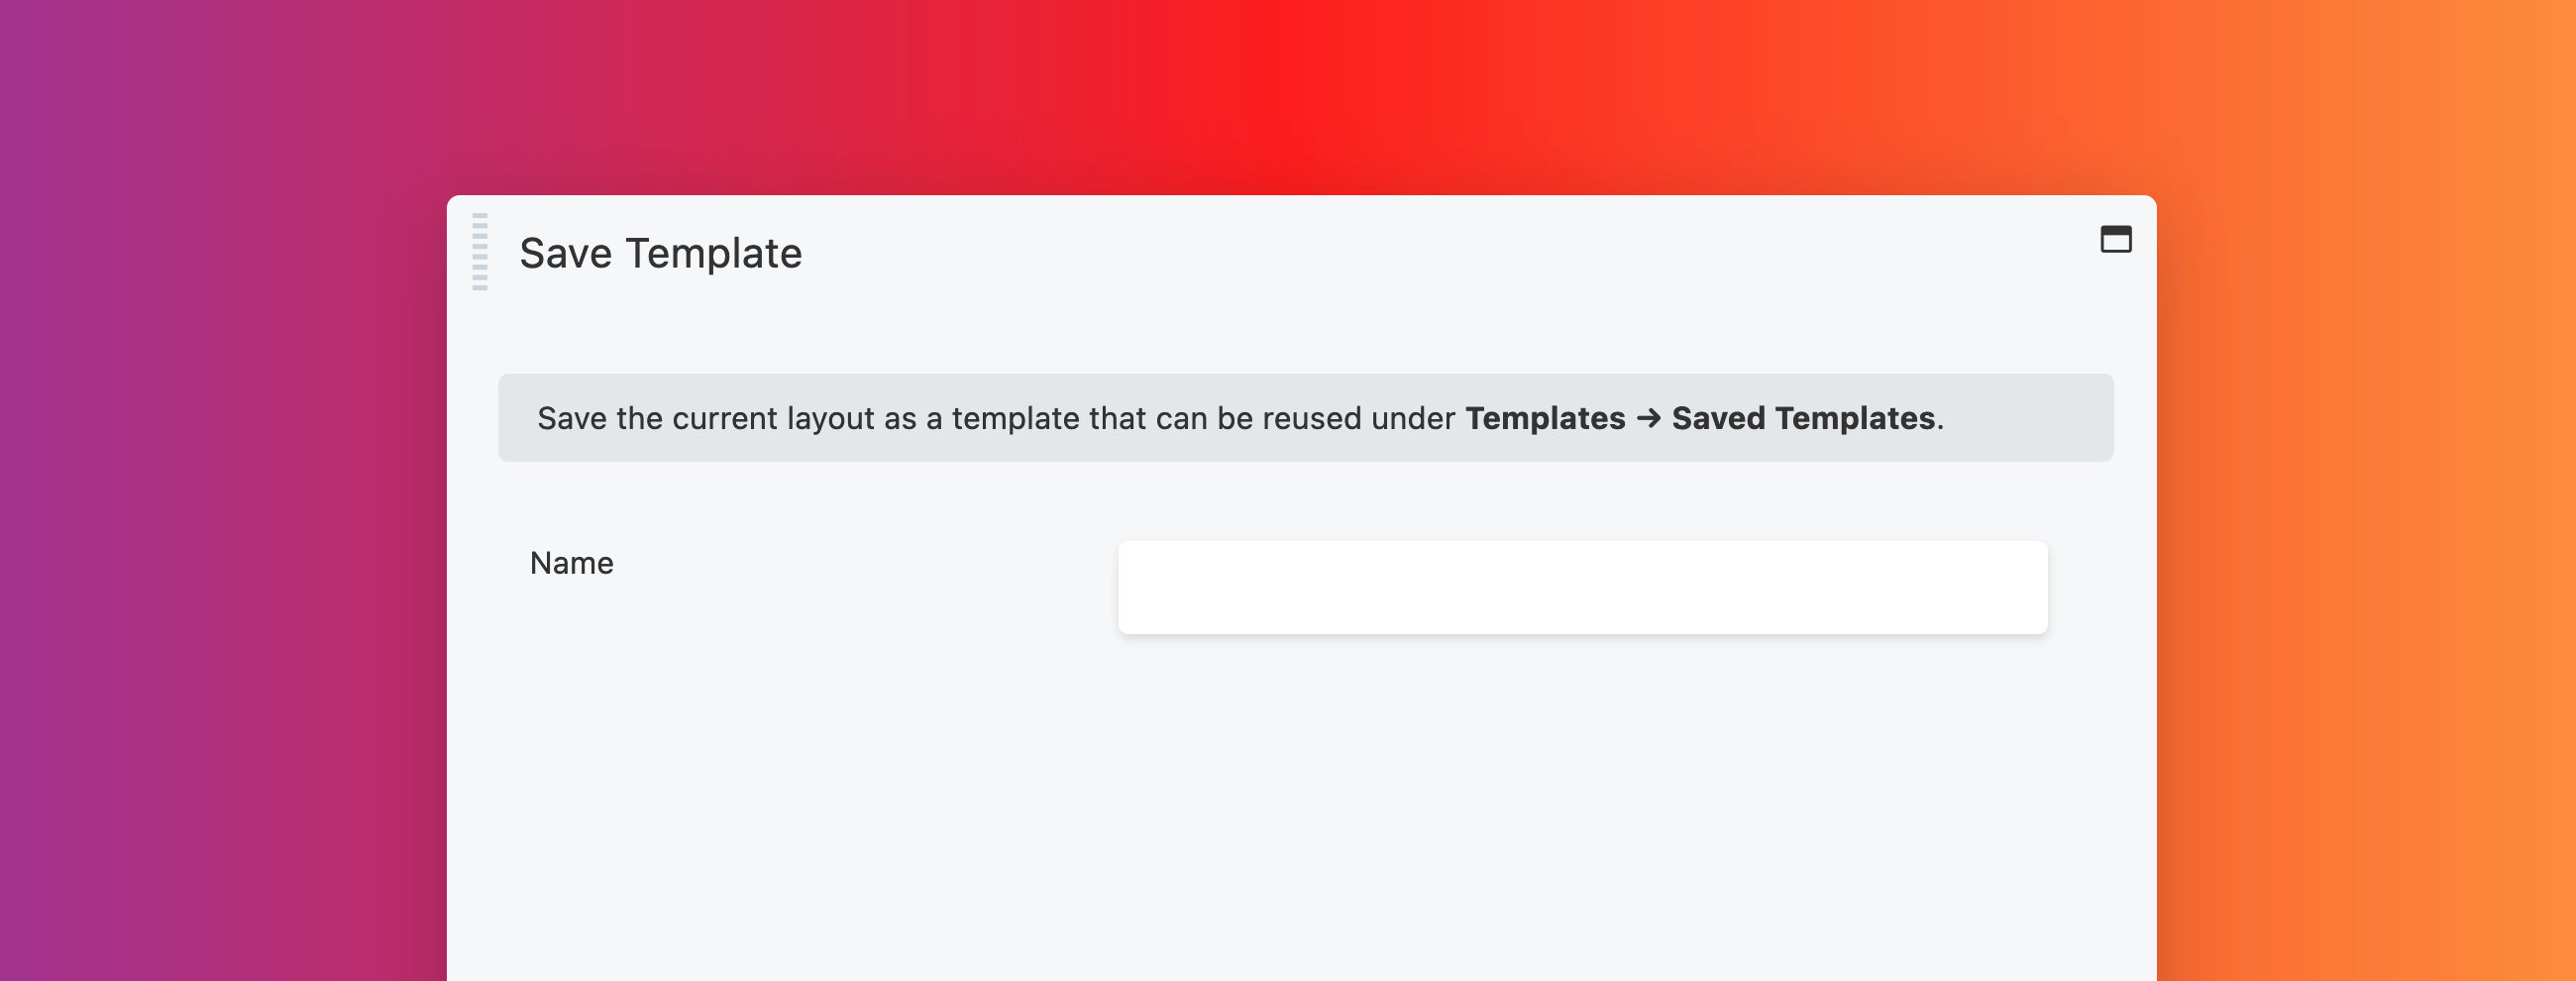 Save Template
Save the current layout as a template that can be reused under Templates → Saved Templates.
Name